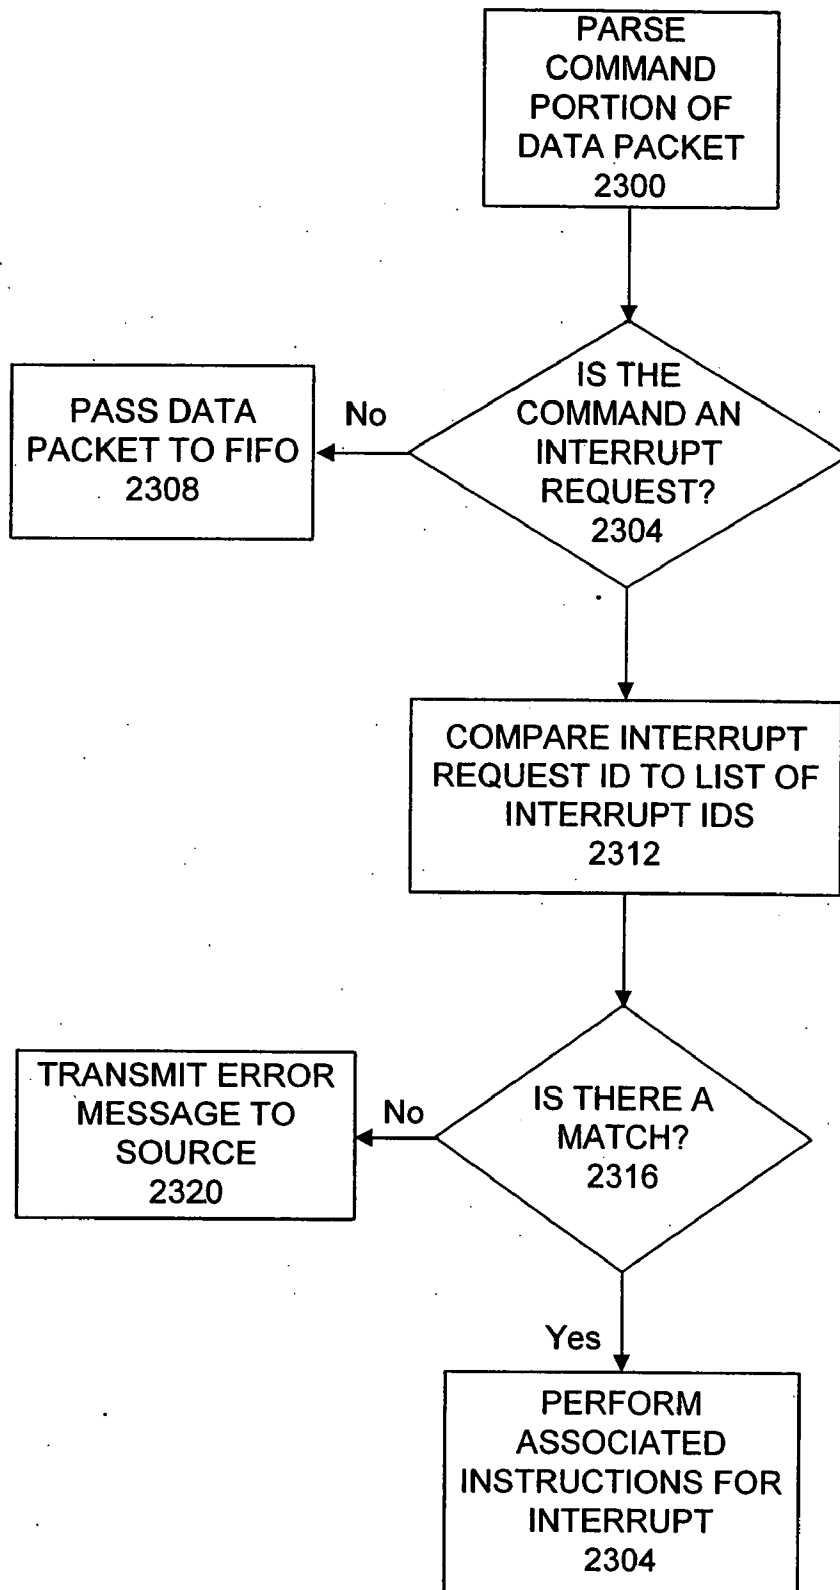 PARSE
COMMAND
PORTION OF
DATA PACKET
2300
IS THE
COMMAND AN
INTERRUPT
REQUEST?
2304
No
PASS DATA
PACKET TO FIFO
2308
COMPARE INTERRUPT
REQUEST ID TO LIST OF
INTERRUPT IDS
2312
IS THERE A
MATCH?
2316
No
TRANSMIT ERROR
MESSAGE TO
SOURCE
2320
Yes
PERFORM
ASSOCIATED
INSTRUCTIONS FOR
INTERRUPT
2304